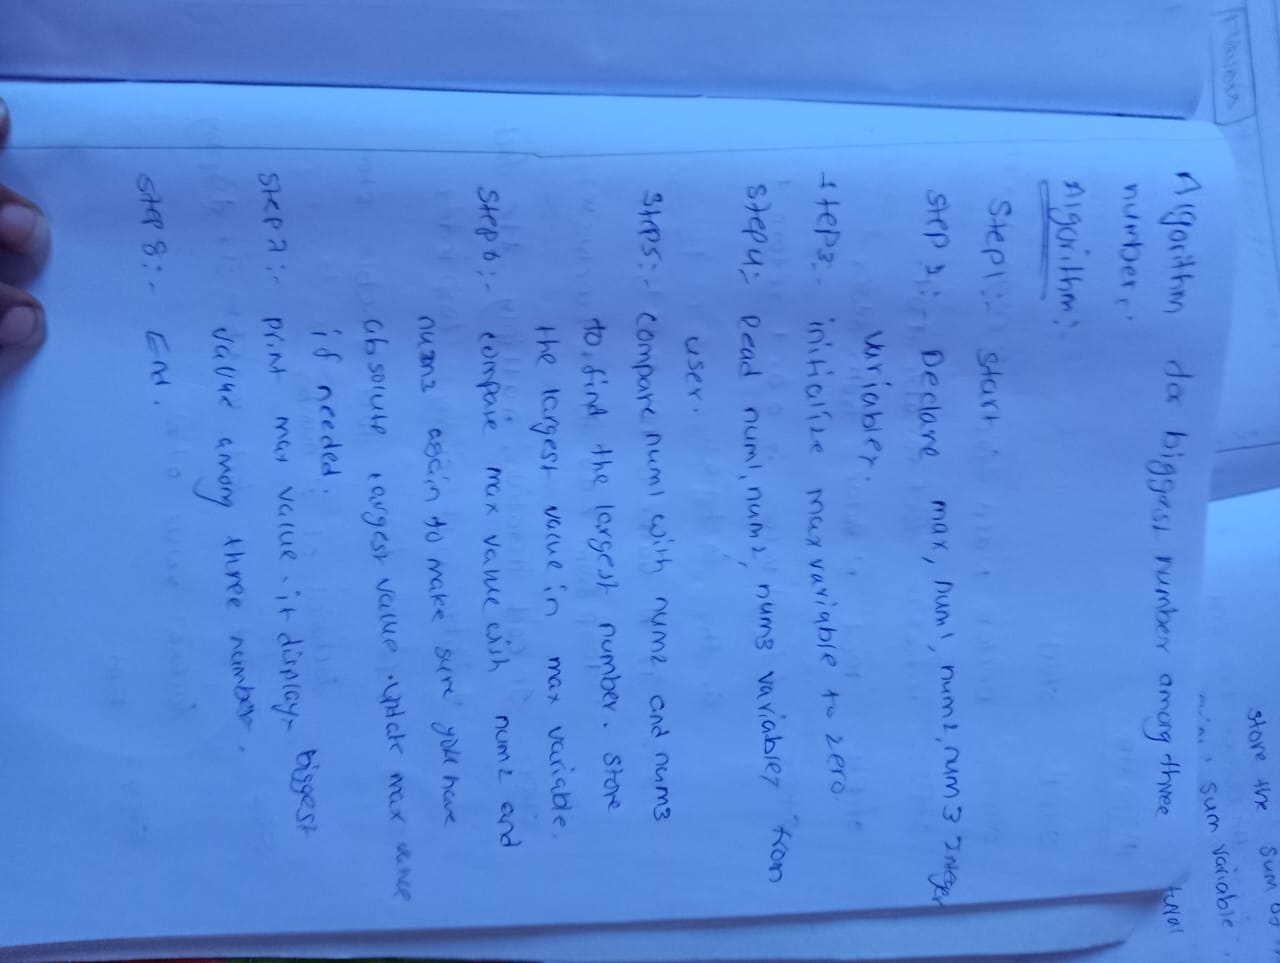 Algorithm for biggest number among three
number.
Algorithm:
Step1:- Start
Step 2:- Declare max, num1, num2, num3 Integer
Variables.
Step3:- initialize max variable to zero.
Step4:- Read num1, num2, num3 variables from
user.
Step5:- compare num1 with num2 and num3
to find the largest number. store
the largest value in max variable.
Step6:- compare max value with num2 and
num2 again to make sure you have
absolute largest value. update max value
if needed.
Step 7:- print max value. it display biggest
value among three number.
Step 8:- End.
store the sum of
sum variable.